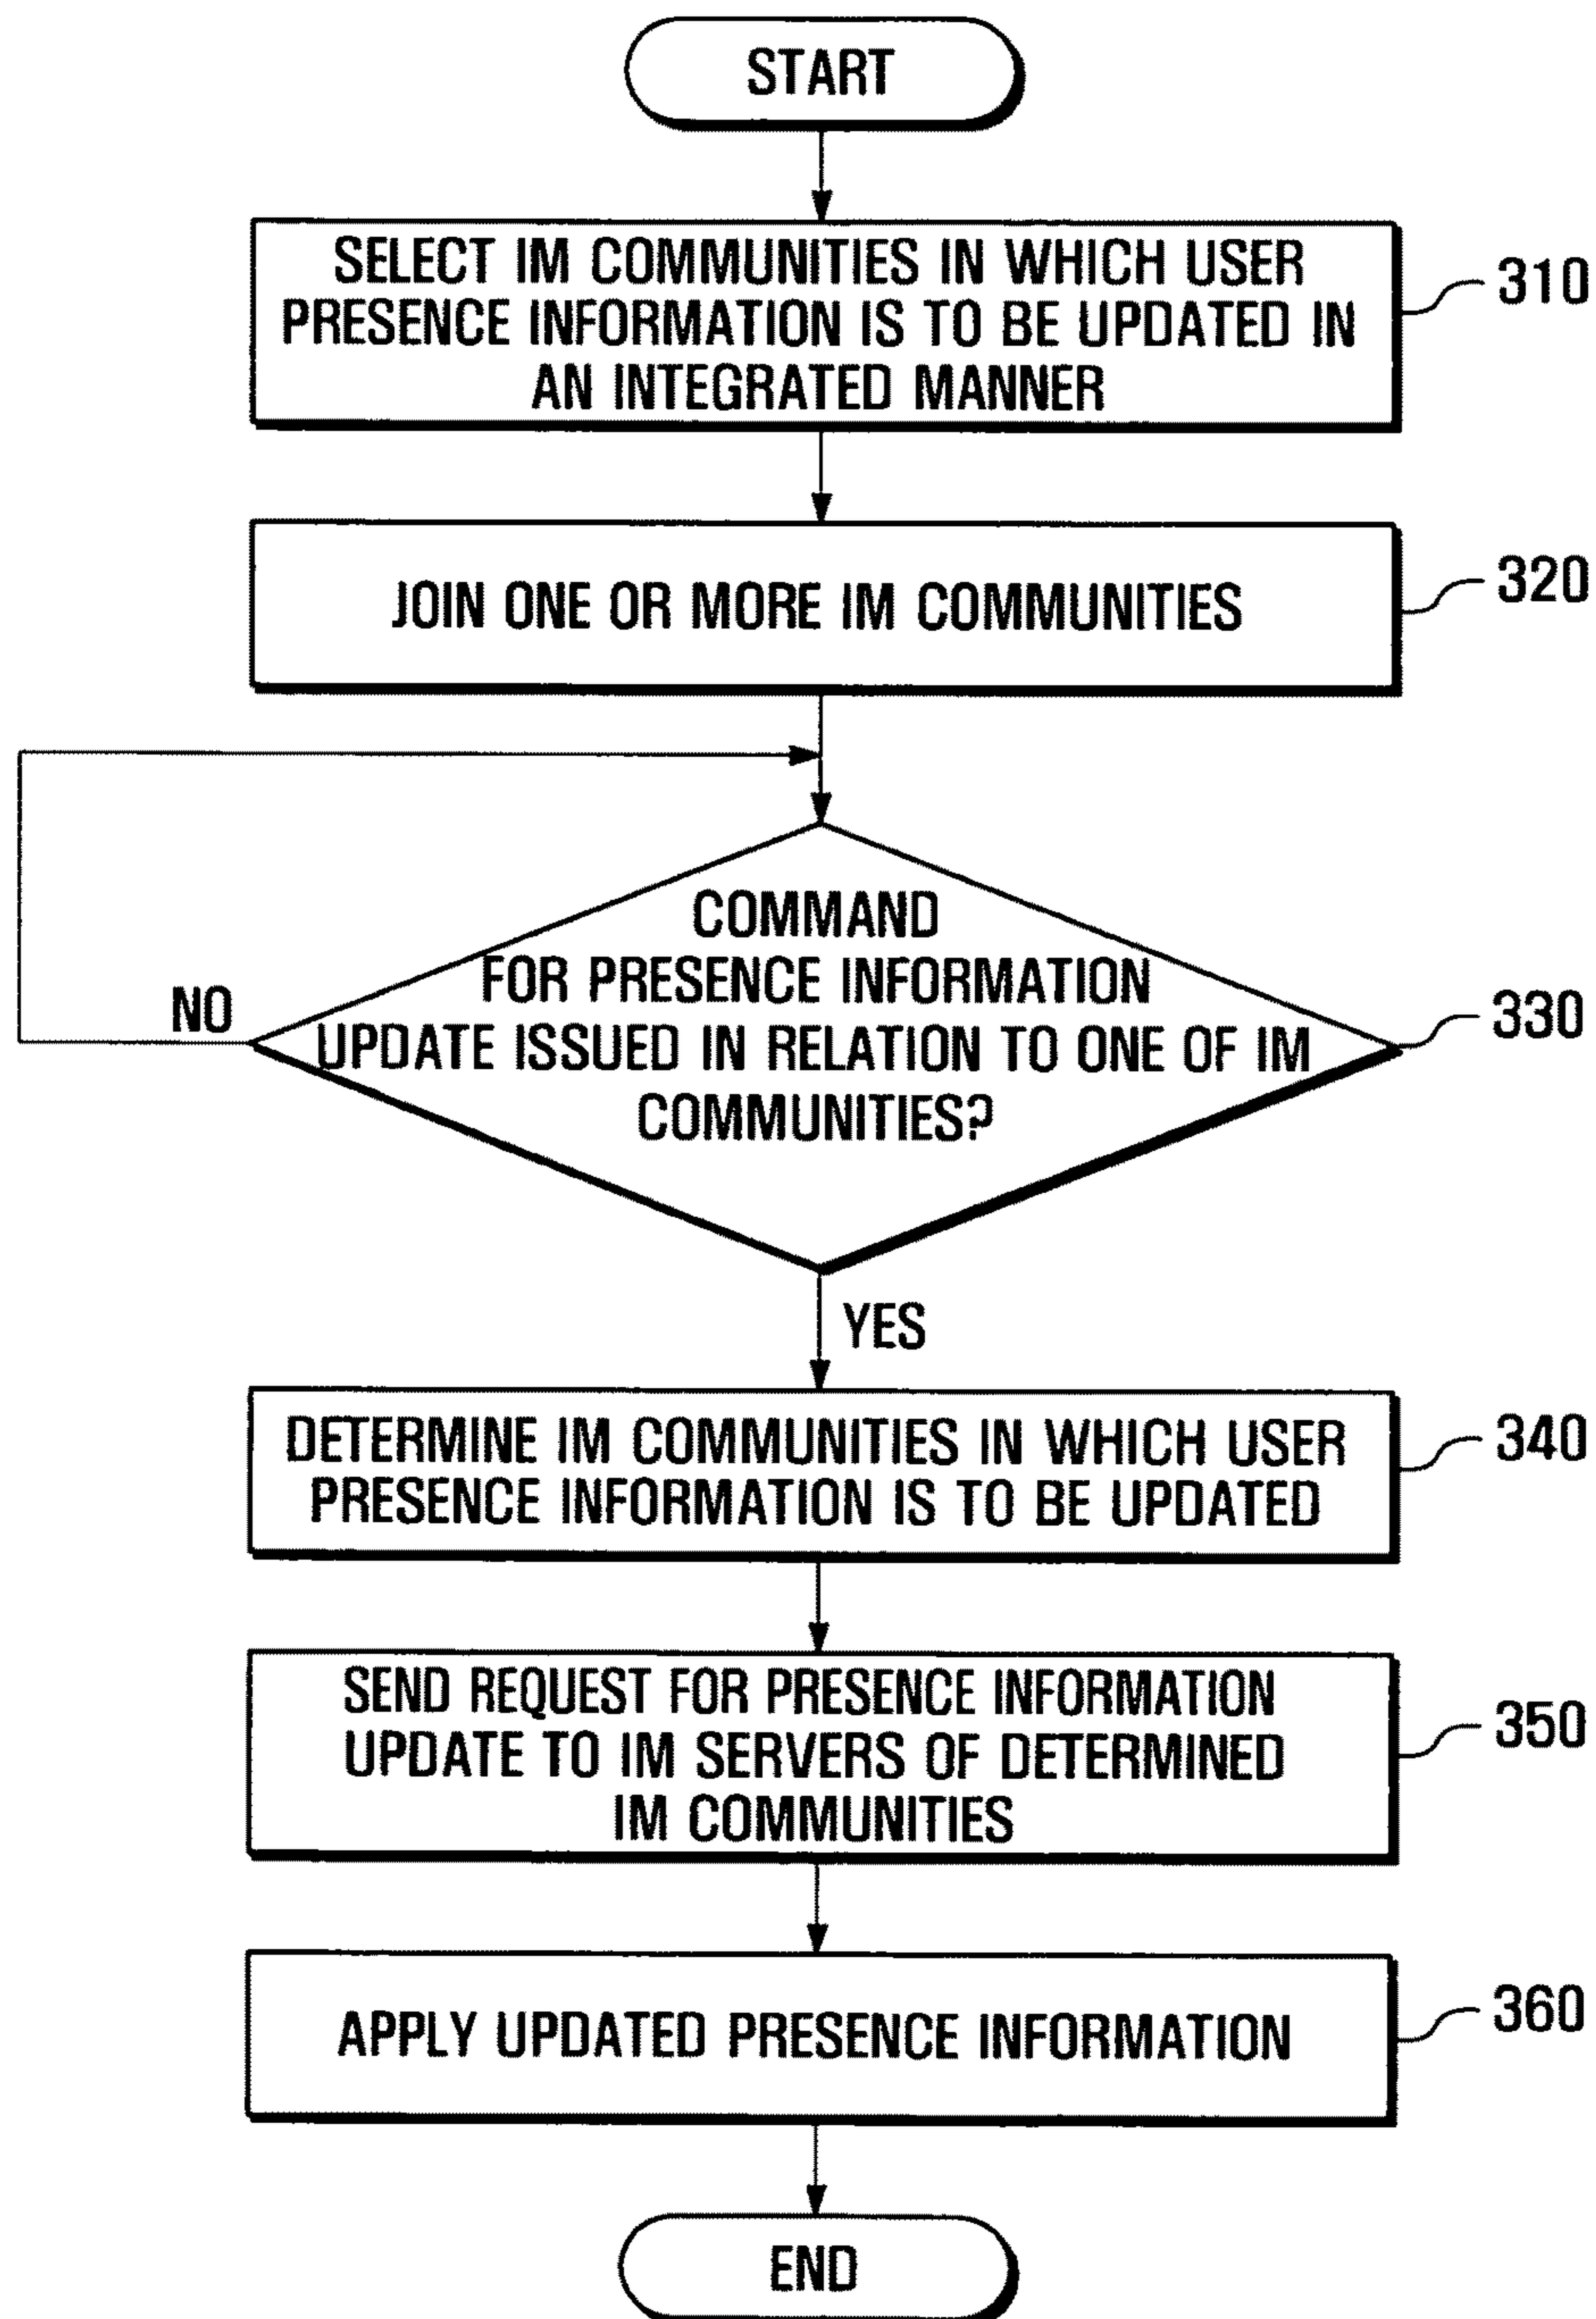 START
SELECT IM COMMUNITIES IN WHICH USER
PRESENCE INFORMATION IS TO BE UPDATED IN
AN INTEGRATED MANNER
310
JOIN ONE OR MORE IM COMMUNITIES
320
COMMAND
FOR PRESENCE INFORMATION
UPDATE ISSUED IN RELATION TO ONE OF IM
COMMUNITIES?
NO
330
YES
DETERMINE IM COMMUNITIES IN WHICH USER
PRESENCE INFORMATION IS TO BE UPDATED
340
SEND REQUEST FOR PRESENCE INFORMATION
UPDATE TO IM SERVERS OF DETERMINED
IM COMMUNITIES
350
APPLY UPDATED PRESENCE INFORMATION
360
END